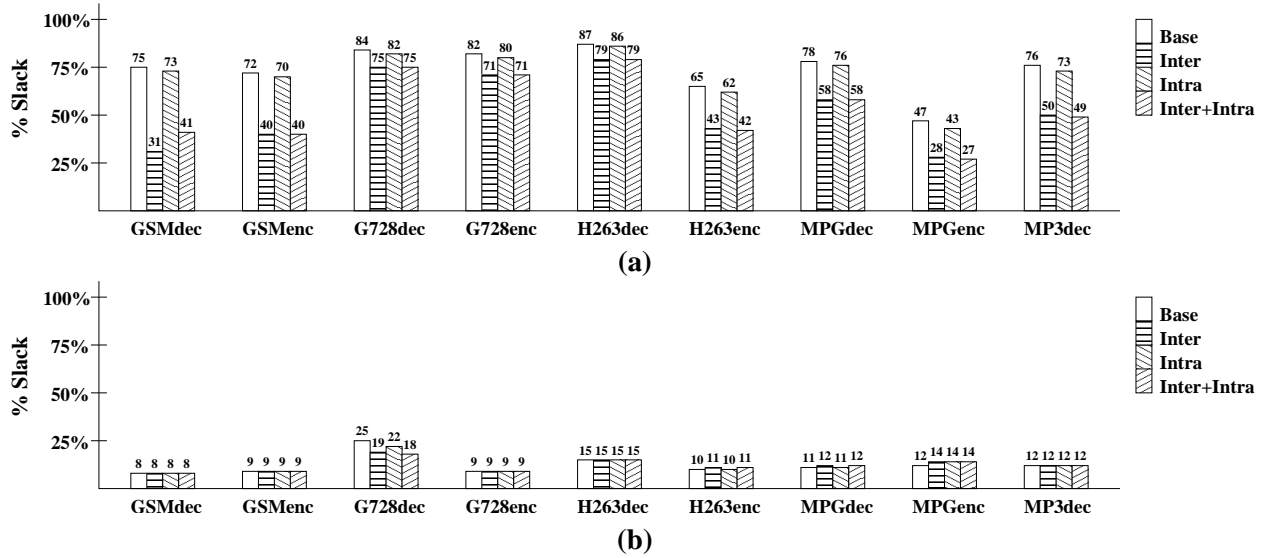 100%
75%
50%
25%
% Slack
75 31 73 41
72 40 70 40
84 75 82 75
82 71 80 71
87 79 86 79
65 43 62 42
78 58 76 58
47 28 43 27
76 50 73 49
GSMdec GSMenc G728dec G728enc H263dec H263enc MPGdec MPGenc MP3dec
Base
Inter
Intra
Inter+Intra
(a)
100%
75%
50%
25%
% Slack
8 8 8 8
9 9 9 9
25 19 22 18
9 9 9 9
15 15 15 15
10 11 10 11
11 12 11 12
12 14 14 14
12 12 12 12
GSMdec GSMenc G728dec G728enc H263dec H263enc MPGdec MPGenc MP3dec
Base
Inter
Intra
Inter+Intra
(b)